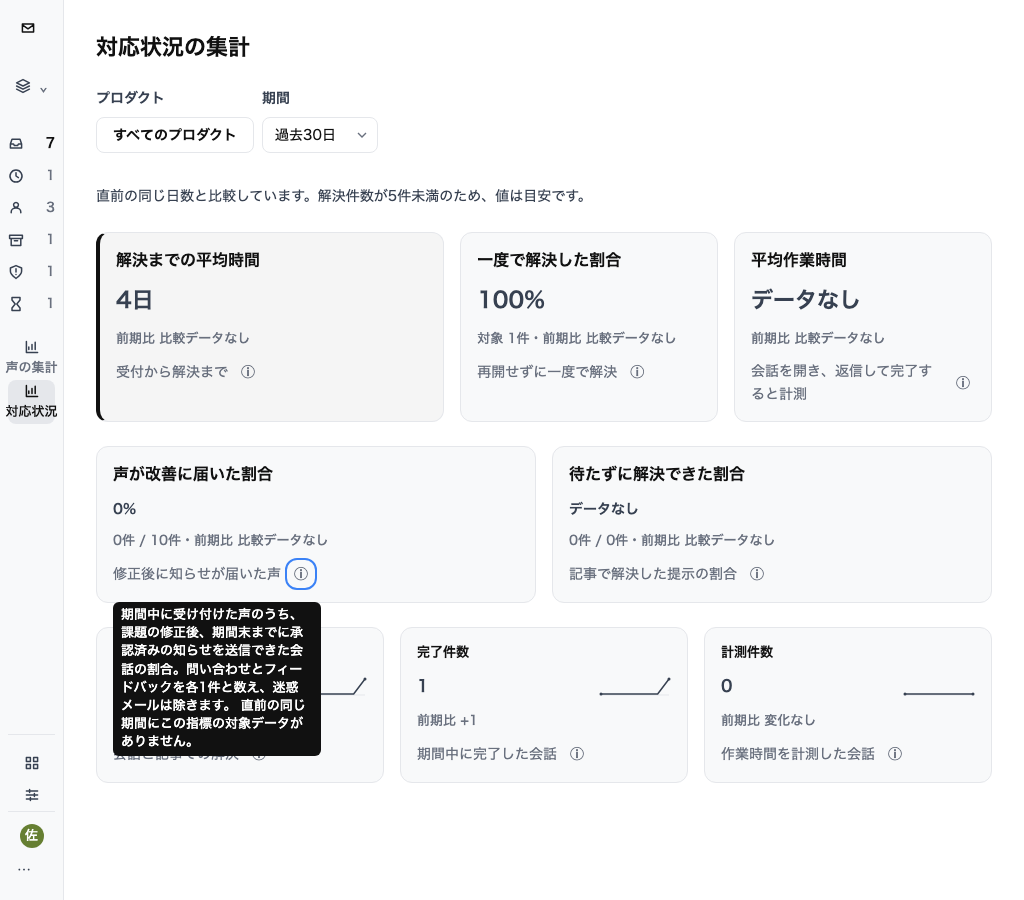 対応状況の集計
プロダクト
期間
すべてのプロダクト
過去30日
7
1
3
1
1
1
声の集計
対応状況
直前の同じ日数と比較しています。解決件数が5件未満のため、値は目安です。
解決までの平均時間
4日
前期比 比較データなし
受付から解決まで
一度で解決した割合
100%
対象 1件・前期比 比較データなし
再開せずに一度で解決
平均作業時間
データなし
前期比 比較データなし
会話を開き、返信して完了す
ると計測
声が改善に届いた割合
0%
0件 / 10件・前期比 比較データなし
修正後に知らせが届いた声
待たずに解決できた割合
データなし
0件 / 0件・前期比 比較データなし
記事で解決した提示の割合
期間中に受け付けた声のうち、
課題の修正後、期間末までに承
認済みの知らせを送信できた会
話の割合。問い合わせとフィー
ドバックを各1件と数え、迷惑
メールは除きます。 直前の同じ
期間にこの指標の対象データが
ありません。
完了件数
1
前期比 +1
期間中に完了した会話
計測件数
0
前期比 変化なし
作業時間を計測した会話
佐